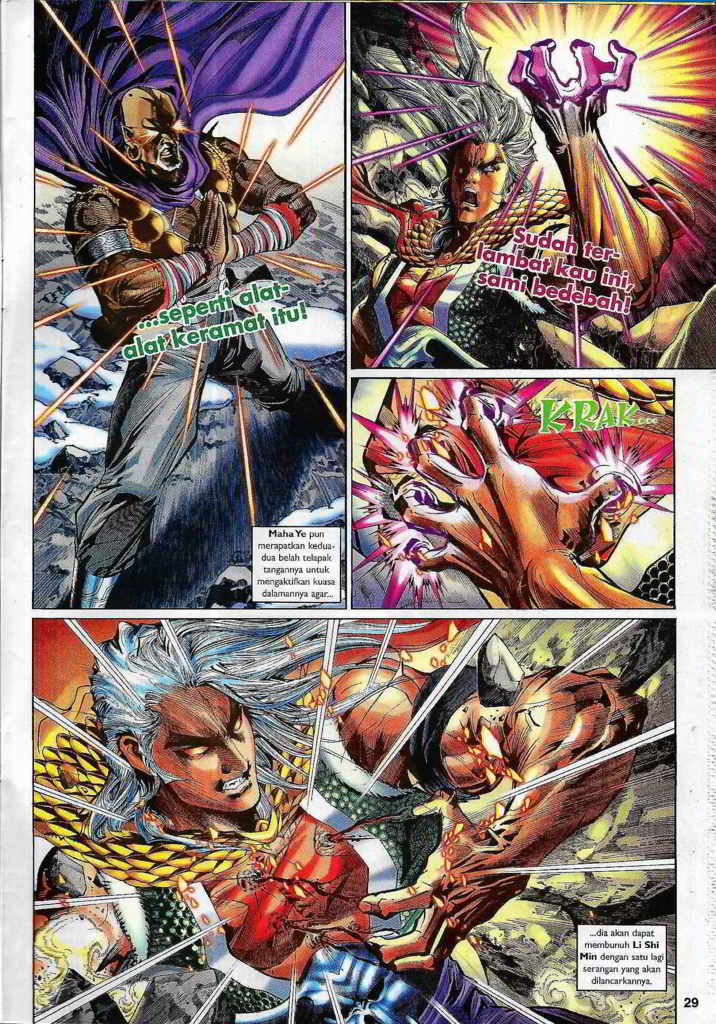 ...seperti alat-
alat keramat itu!
Maha Ye pun
merapatkan kedua-
dua belah telapak
tangannya untuk
mengaktifkan kuasa
dalamannya agar...
Sudah ter-
lambat kau ini,
sami bedebah!
KRAK...
...dia akan dapat
membunuh Li Shi
Min dengan satu lagi
serangan yang akan
dilancarkannya.
29